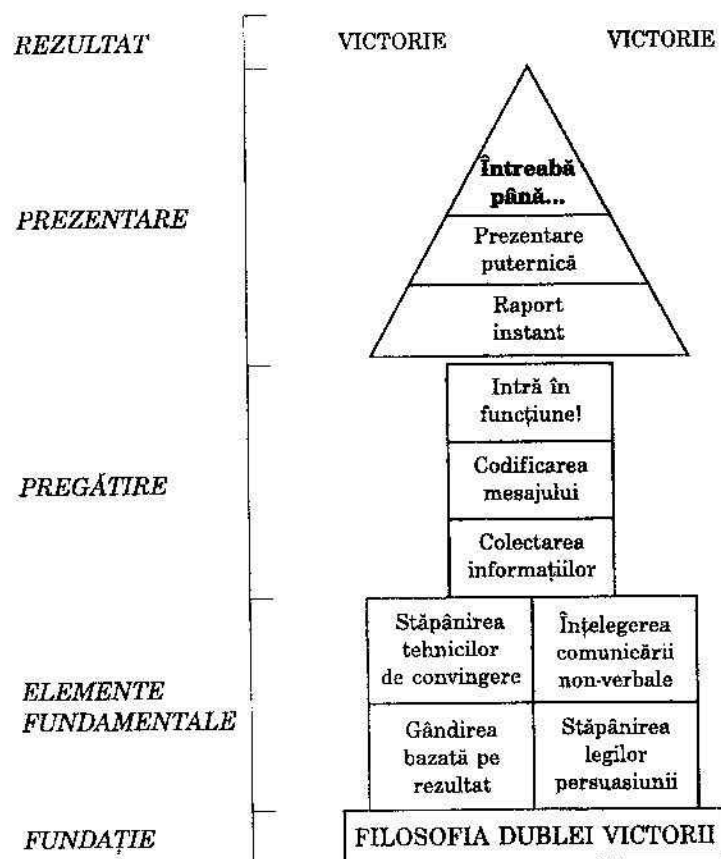 REZULTAT
VICTORIE VICTORIE
Întreabă
până...
PREZENTARE
Prezentare
puternică
Raport
instant
Intră în
funcțiune!
PREGĂTIRE
Codificarea
mesajului
Colectarea
informațiilor
ELEMENTE
FUNDAMENTALE
Stăpânirea
tehnicilor
de convingere
Înțelegerea
comunicării
non-verbale
Gândirea
bazată pe
rezultat
Stăpânirea
legilor
persuasiunii
FUNDAȚIE
FILOSOFIA DUBLEI VICTORII